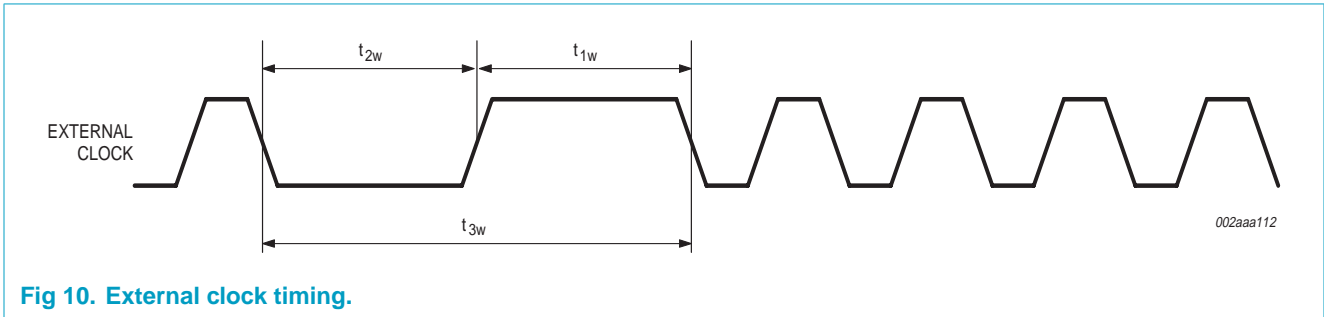 t2w
t1w
EXTERNAL
CLOCK
t3w
002aaa112
Fig 10. External clock timing.